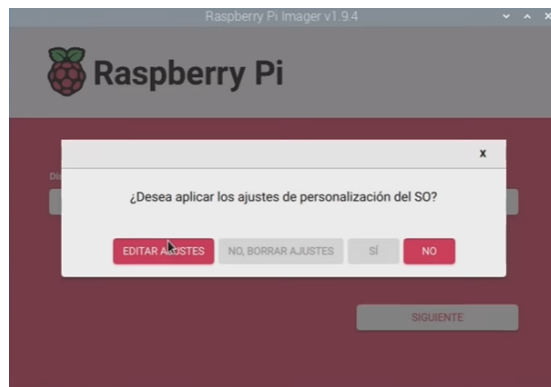 Raspberry Pi Imager v1.9.4
Raspberry Pi
x
¿Desea aplicar los ajustes de personalización del SO?
EDITAR AJUSTES NO, BORRAR AJUSTES SÍ NO
SIGUIENTE